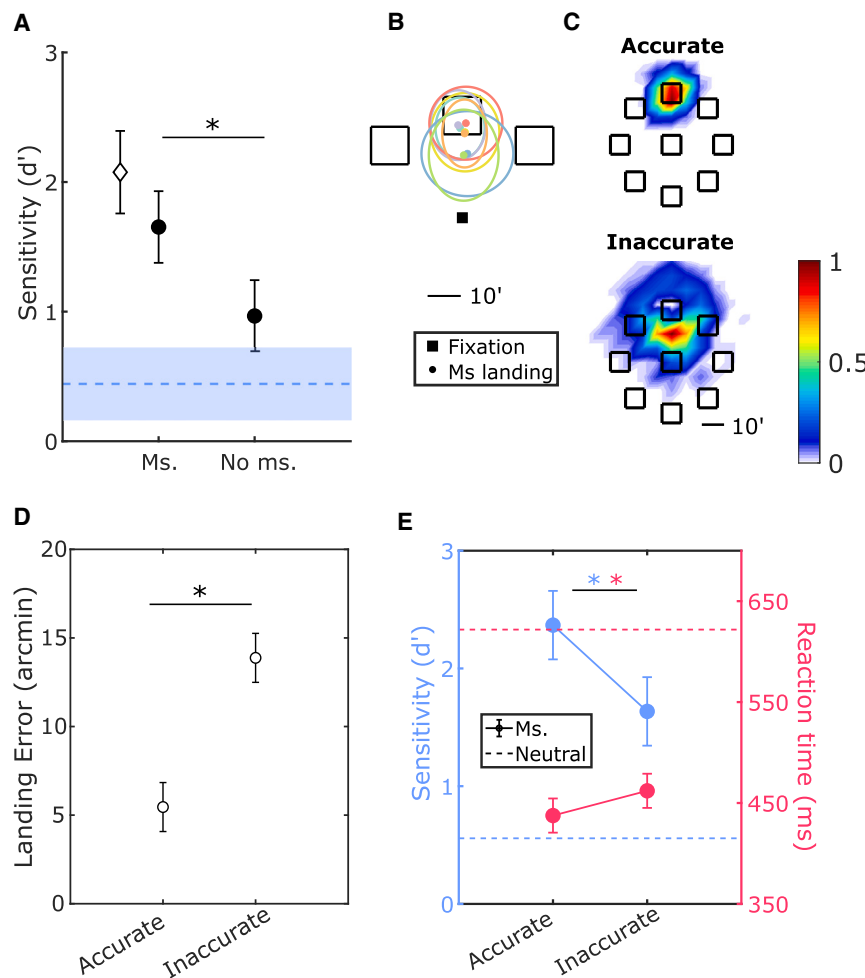 A
3
2
1
0
Sensitivity (d')
*
Ms.
No ms.
B
10'
Fixation
Ms landing
C
Accurate
Inaccurate
10'
1
0.5
0
D
20
15
10
5
0
Landing Error (arcmin)
*
Accurate
Inaccurate
E
3
2
1
0
Sensitivity (d')
* *
Ms.
Neutral
650
550
450
350
Reaction time (ms)
Accurate
Inaccurate